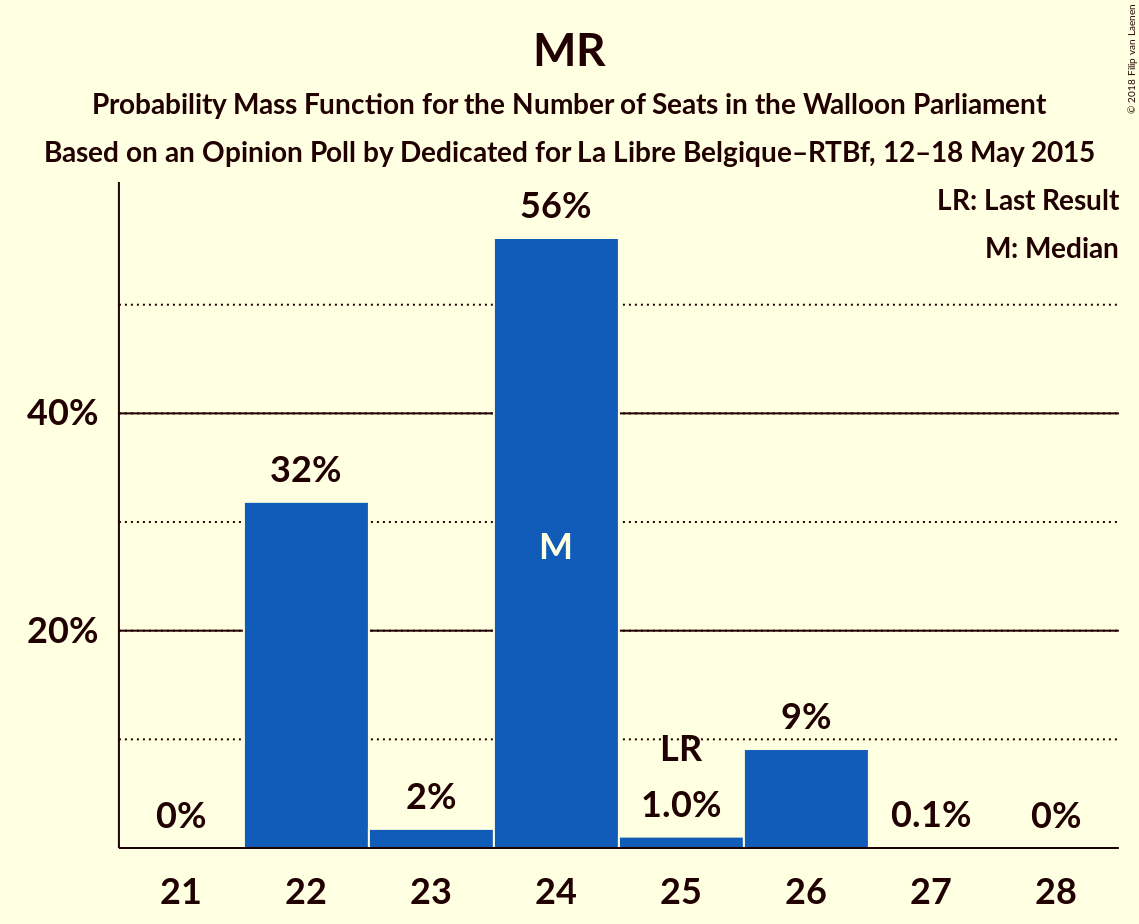 MR
Probability Mass Function for the Number of Seats in the Walloon Parliament
Based on an Opinion Poll by Dedicated for La Libre Belgique–RTBf, 12–18 May 2015
© 2018 Filip van Laenen
LR: Last Result
M: Median
56%
40%
32%
M
20%
9%
LR
2%
1.0%
0%
0.1%
0%
21 22 23 24 25 26 27 28